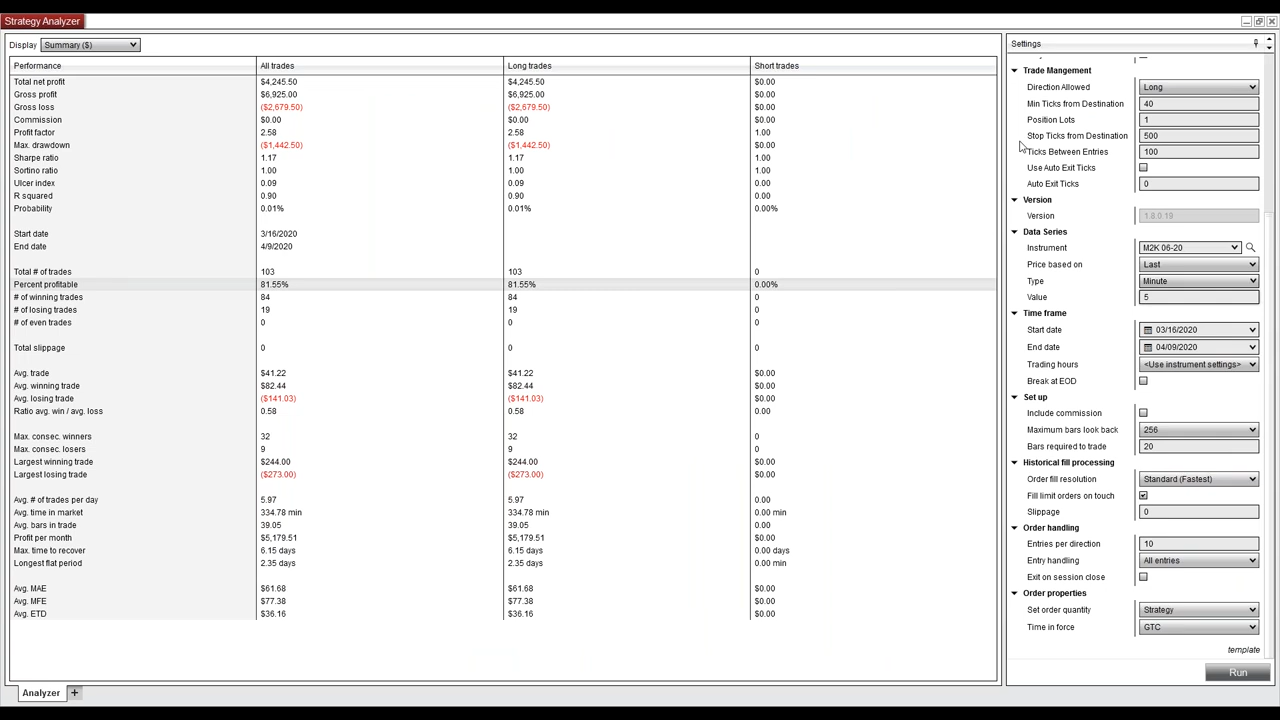 Strategy Analyzer
Display Summary ($)
Performance All trades Long trades Short trades
Total net profit $4,245.50 $4,245.50 $0.00
Gross profit $6,925.00 $6,925.00 $0.00
Gross loss ($2,679.50) ($2,679.50) $0.00
Commission $0.00 $0.00 $0.00
Profit factor 2.58 2.58 1.00
Max. drawdown ($1,442.50) ($1,442.50) $0.00
Sharpe ratio 1.17 1.17 1.00
Sortino ratio 1.00 1.00 1.00
Ulcer index 0.09 0.09 0.00
R squared 0.90 0.90 0.00
Probability 0.01% 0.01% 0.00%
Start date 3/16/2020
End date 4/9/2020
Total # of trades 103 103 0
Percent profitable 81.55% 81.55% 0.00%
# of winning trades 84 84 0
# of losing trades 19 19 0
# of even trades 0 0 0
Total slippage 0 0 0
Avg. trade $41.22 $41.22 $0.00
Avg. winning trade $82.44 $82.44 $0.00
Avg. losing trade ($141.03) ($141.03) $0.00
Ratio avg. win / avg. loss 0.58 0.58 0.00
Max. consec. winners 32 32 0
Max. consec. losers 9 9 0
Largest winning trade $244.00 $244.00 $0.00
Largest losing trade ($273.00) ($273.00) $0.00
Avg. # of trades per day 5.97 5.97 0.00
Avg. time in market 334.78 min 334.78 min 0.00 min
Avg. bars in trade 39.05 39.05 0.00
Profit per month $5,179.51 $5,179.51 $0.00
Max. time to recover 6.15 days 6.15 days 0.00 days
Longest flat period 2.35 days 2.35 days 0.00 min
Avg. MAE $61.68 $61.68 $0.00
Avg. MFE $77.38 $77.38 $0.00
Avg. ETD $36.16 $36.16 $0.00
Analyzer +
Settings
Trade Mangement
Direction Allowed Long
Min Ticks from Destination 40
Position Lots 1
Stop Ticks from Destination 500
Ticks Between Entries 100
Use Auto Exit Ticks
Auto Exit Ticks 0
Version
Version 1.8.0.19
Data Series
Instrument M2K 06-20
Price based on Last
Type Minute
Value 5
Time frame
Start date 03/16/2020
End date 04/09/2020
Trading hours <Use instrument settings>
Break at EOD
Set up
Include commission
Maximum bars look back 256
Bars required to trade 20
Historical fill processing
Order fill resolution Standard (Fastest)
Fill limit orders on touch
Slippage 0
Order handling
Entries per direction 10
Entry handling All entries
Exit on session close
Order properties
Set order quantity Strategy
Time in force GTC
template
Run